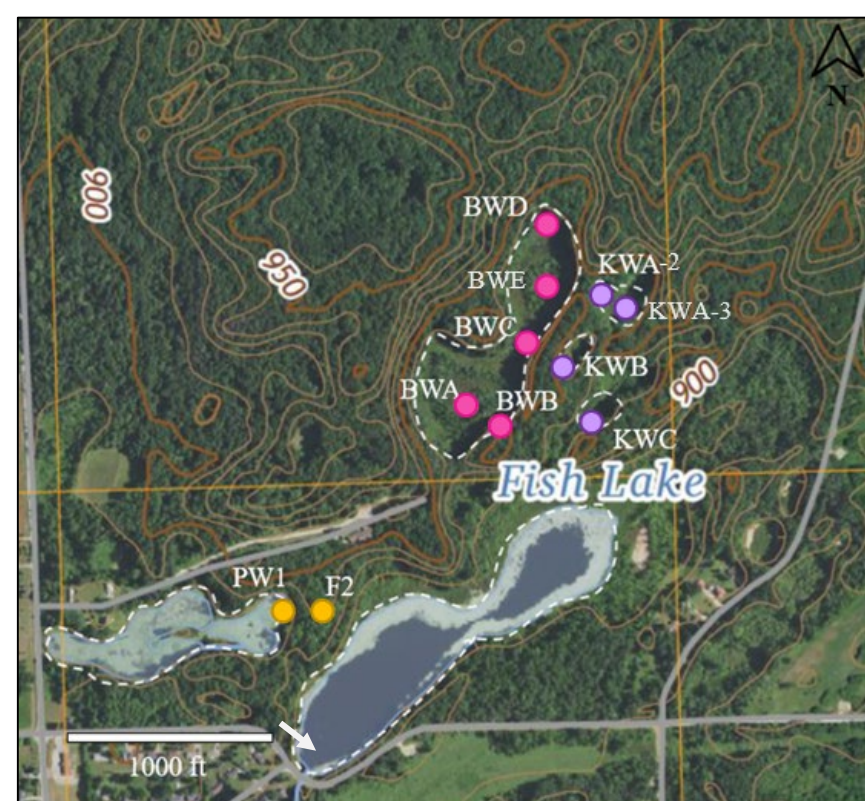 N
900
BWD
950
KWA-2
BWE
KWA-3
BWC
KWB
900
BWA
BWB
KWC
Fish Lake
PW1
F2
1000 ft